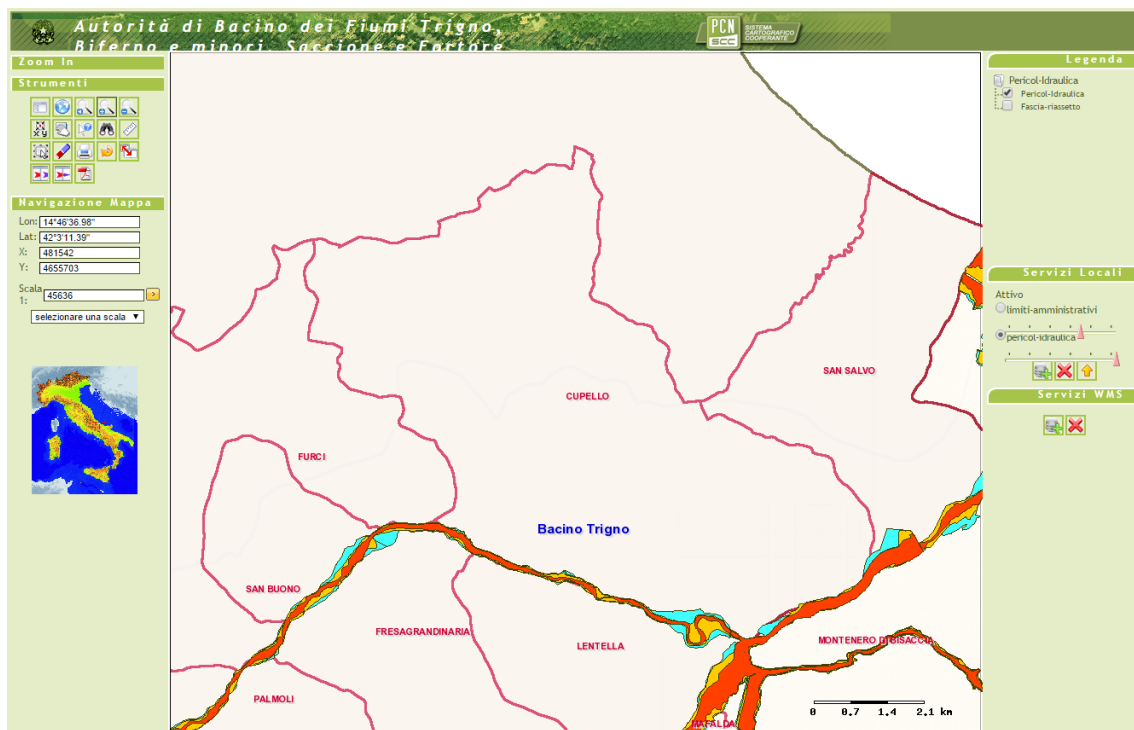 Autorità di Bacino dei Fiumi Trigno,
Biferno e minori, Saccione e Fortore
PCN
SCC
SISTEMA
CARTOGRAFICO
COOPERANTE
Zoom In
Strumenti
Navigazione Mappa
Lon: 14°46'36.98"
Lat: 42°3'11.39"
X: 481542
Y: 4655703
Scala
1: 45636
selezionare una scala
CUPELLO
SAN SALVO
FURCI
Bacino Trigno
SAN BUONO
FRESAGRANDINARIA
LENTELLA
MONTENERO DI BISACCIA
PALMOLI
MAFALDA
0 0.7 1.4 2.1 km
Legenda
Pericol-Idraulica
Pericol-Idraulica
Fascia-riassetto
Servizi Locali
Attivo
limiti-amministrativi
pericol-idraulica
Servizi WMS